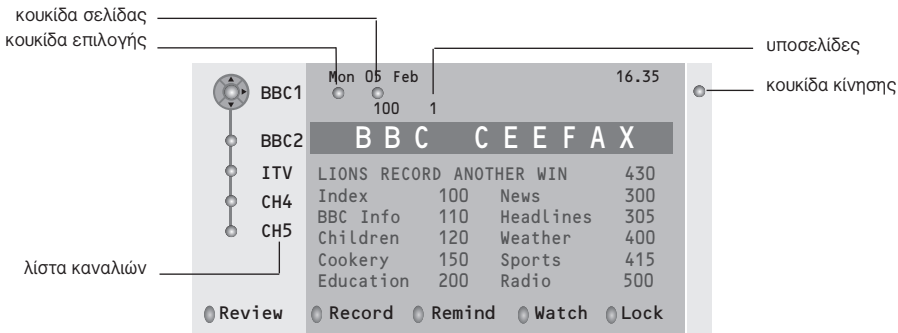 κουκίδα σελίδας
κουκίδα επιλογής
υποσελίδες
κουκίδα κίνησης
λίστα καναλιών
BBC1
BBC2
ITV
CH4
CH5
Mon 05 Feb 16.35
100 1
BBC CEEFAX
LIONS RECORD ANOTHER WIN 430
Index 100 News 300
BBC Info 110 Headlines 305
Children 120 Weather 400
Cookery 150 Sports 415
Education 200 Radio 500
Review Record Remind Watch Lock